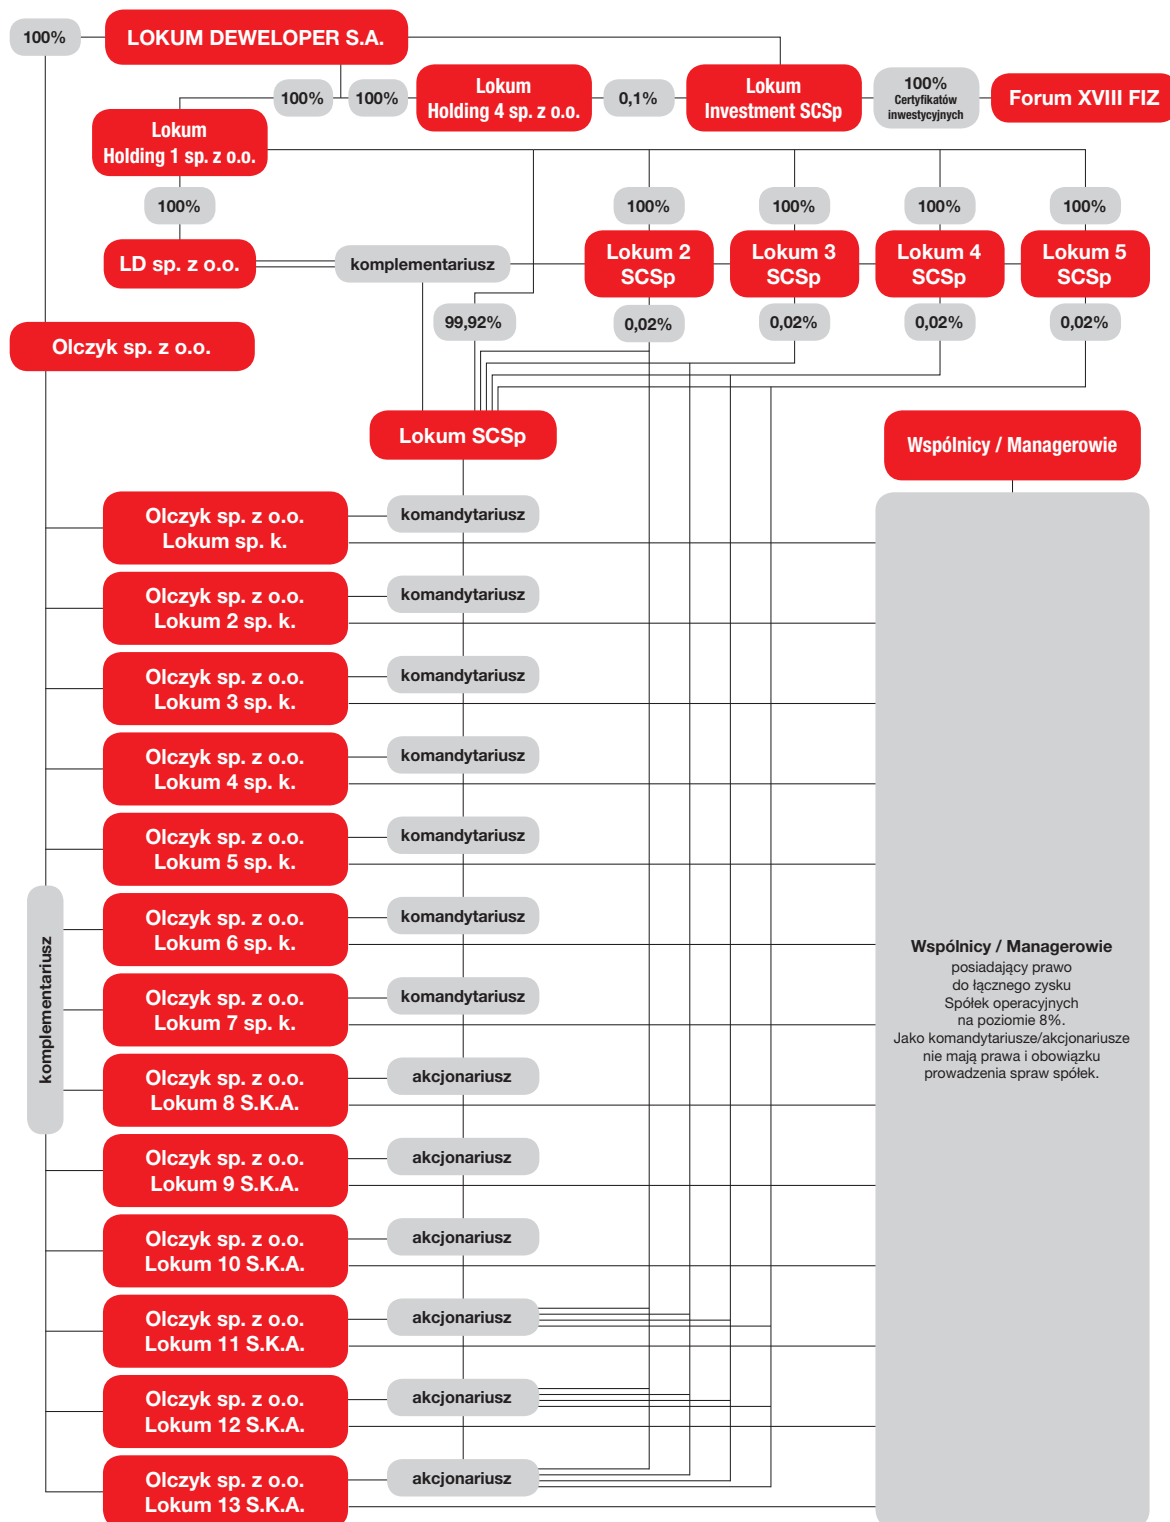 100%
LOKUM DEWELOPER S.A.
100%
100%
Lokum
Holding 4 sp. z o.o.
0,1%
Lokum
Investment SCSp
100%
Certyfikatów
inwestycyjnych
Forum XVIII FIZ
Lokum
Holding 1 sp. z o.o.
100%
100%
100%
100%
100%
LD sp. z o.o.
komplementariusz
Lokum 2
SCSp
Lokum 3
SCSp
Lokum 4
SCSp
Lokum 5
SCSp
99,92%
0,02%
0,02%
0,02%
0,02%
Olczyk sp. z o.o.
Lokum SCSp
Wspólnicy / Managerowie
Olczyk sp. z o.o.
Lokum sp. k.
komandytariusz
Olczyk sp. z o.o.
Lokum 2 sp. k.
komandytariusz
Olczyk sp. z o.o.
Lokum 3 sp. k.
komandytariusz
Olczyk sp. z o.o.
Lokum 4 sp. k.
komandytariusz
Olczyk sp. z o.o.
Lokum 5 sp. k.
komandytariusz
Olczyk sp. z o.o.
Lokum 6 sp. k.
komandytariusz
Olczyk sp. z o.o.
Lokum 7 sp. k.
komandytariusz
komplementariusz
Wspólnicy / Managerowie
posiadający prawo
do łącznego zysku
Spółek operacyjnych
na poziomie 8%.
Jako komandytariusze/akcjonariusze
nie mają prawa i obowiązku
prowadzenia spraw spółek.
Olczyk sp. z o.o.
Lokum 8 S.K.A.
akcjonariusz
Olczyk sp. z o.o.
Lokum 9 S.K.A.
akcjonariusz
Olczyk sp. z o.o.
Lokum 10 S.K.A.
akcjonariusz
Olczyk sp. z o.o.
Lokum 11 S.K.A.
akcjonariusz
Olczyk sp. z o.o.
Lokum 12 S.K.A.
akcjonariusz
Olczyk sp. z o.o.
Lokum 13 S.K.A.
akcjonariusz